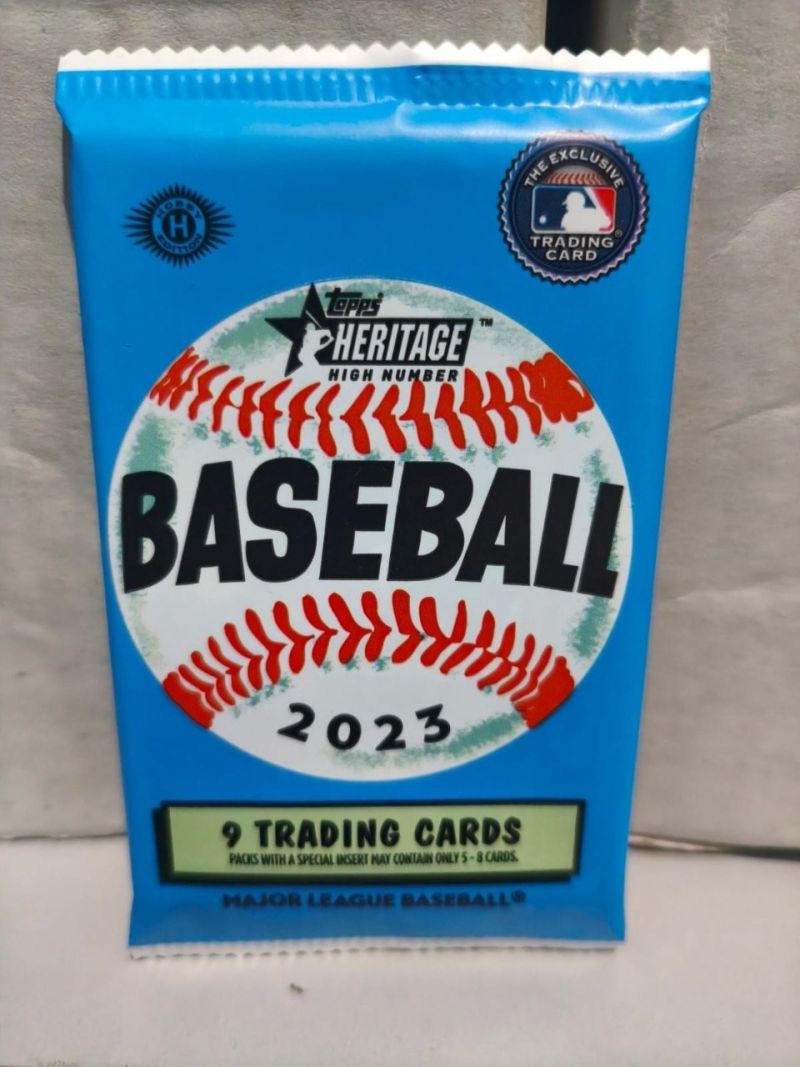 THE EXCLUSIVE
TRADING
CARD
®
HOBBY
H
EDITION
topps®
HERITAGE™
HIGH NUMBER
BASEBALL
2023
9 TRADING CARDS
PACKS WITH A SPECIAL INSERT MAY CONTAIN ONLY 5 - 8 CARDS.
MAJOR LEAGUE BASEBALL®